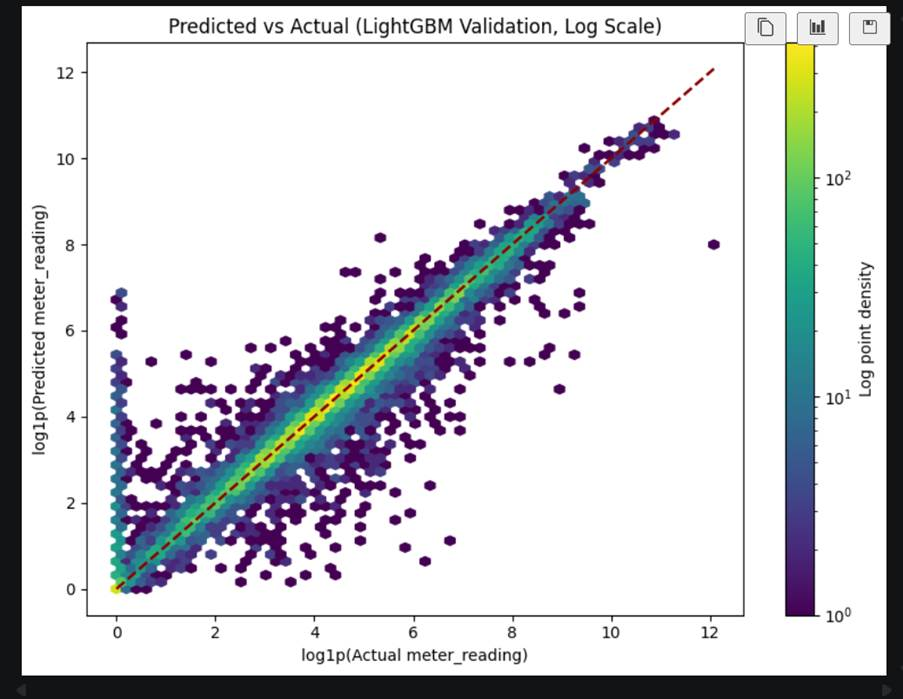 Predicted vs Actual (LightGBM Validation, Log Scale)
12
10
8
6
4
2
0
log1p(Predicted meter_reading)
0 2 4 6 8 10 12
log1p(Actual meter_reading)
10²
10¹
10⁰
Log point density